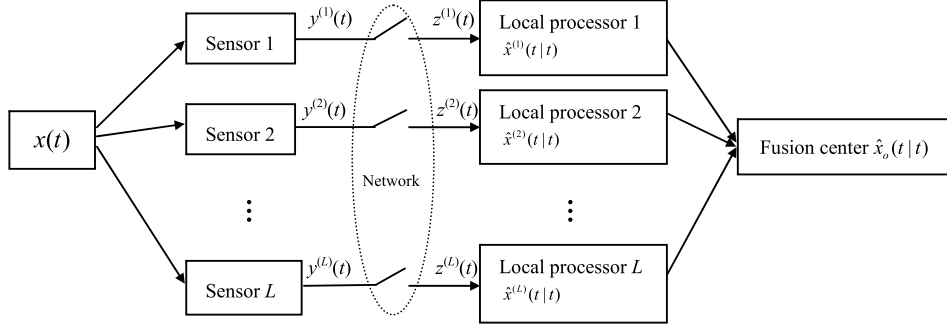 x(t)
Sensor 1
y⁽¹⁾(t)
z⁽¹⁾(t)
Local processor 1
x̂⁽¹⁾(t|t)
Sensor 2
y⁽²⁾(t)
z⁽²⁾(t)
Local processor 2
x̂⁽²⁾(t|t)
Network
⋮
⋮
Sensor L
y⁽ᴸ⁾(t)
z⁽ᴸ⁾(t)
Local processor L
x̂⁽ᴸ⁾(t|t)
Fusion center x̂ₒ(t|t)